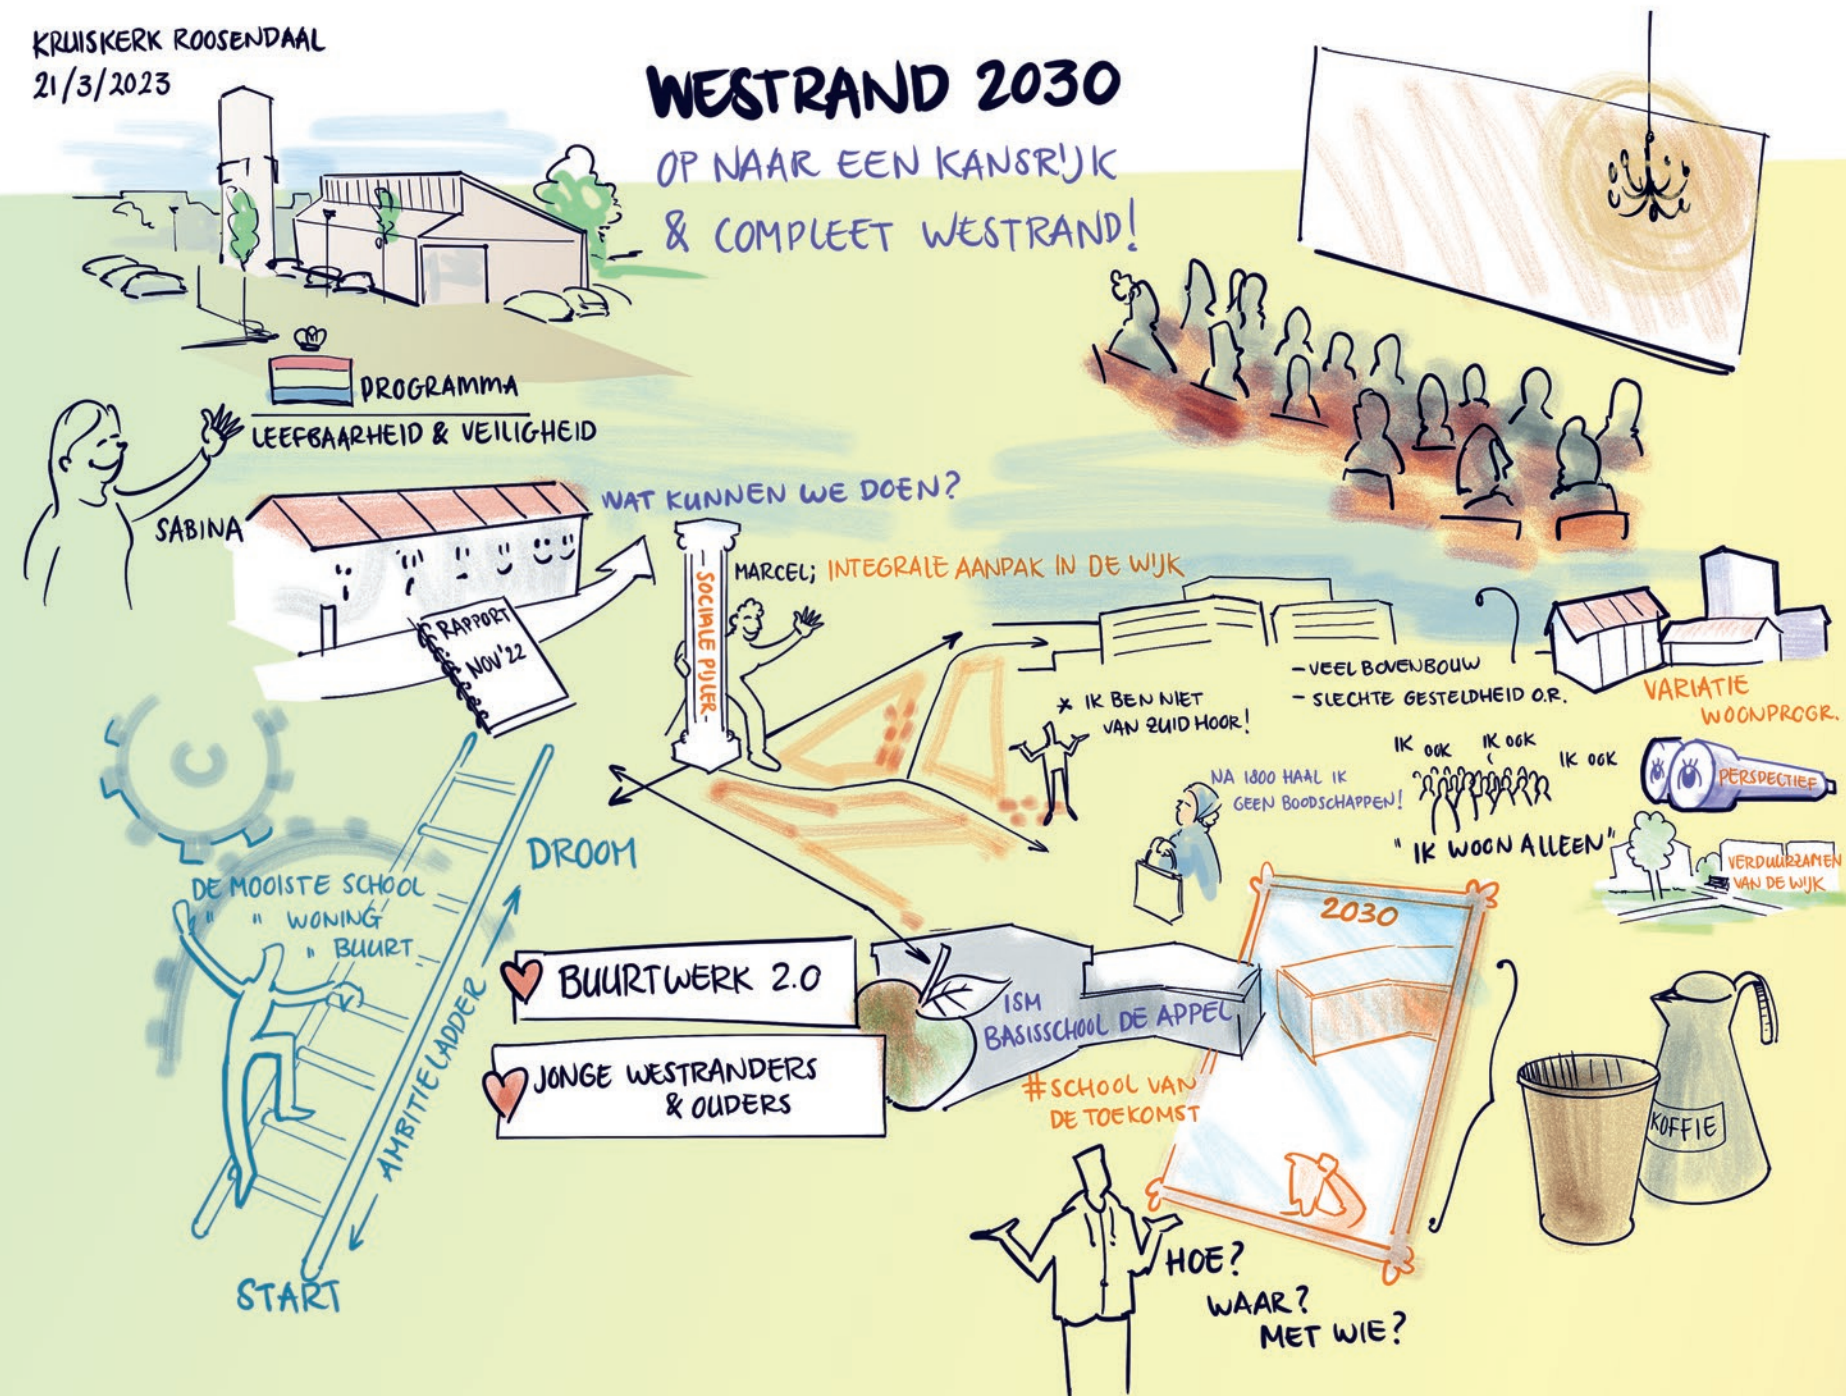 KRUISKERK ROOSENDAAL
21/3/2023
WESTRAND 2030
OP NAAR EEN KANSRIJK
& COMPLEET WESTRAND!
PROGRAMMA
LEEFBAARHEID & VEILIGHEID
SABINA
WAT KUNNEN WE DOEN?
RAPPORT
NOV'22
- SOCIALE PIJLER -
MARCEL; INTEGRALE AANPAK IN DE WIJK
- VEEL BOVENBOUW
- SLECHTE GESTELDHEID O.R.
VARIATIE
WOONPROGR.
* IK BEN NIET
VAN ZUID HOOR!
NA 1800 HAAL IK
GEEN BOODSCHAPPEN!
IK OOK
IK OOK
IK OOK
"IK WOON ALLEEN"
PERSPECTIEF
VERDUURZAMEN
VAN DE WIJK
DROOM
DE MOOISTE SCHOOL
" " WONING
" BUURT
AMBITIELADDER
START
BUURTWERK 2.0
JONGE WESTRANDERS
& OUDERS
ISM
BASISSCHOOL DE APPEL
#SCHOOL VAN
DE TOEKOMST
2030
KOFFIE
HOE?
WAAR?
MET WIE?